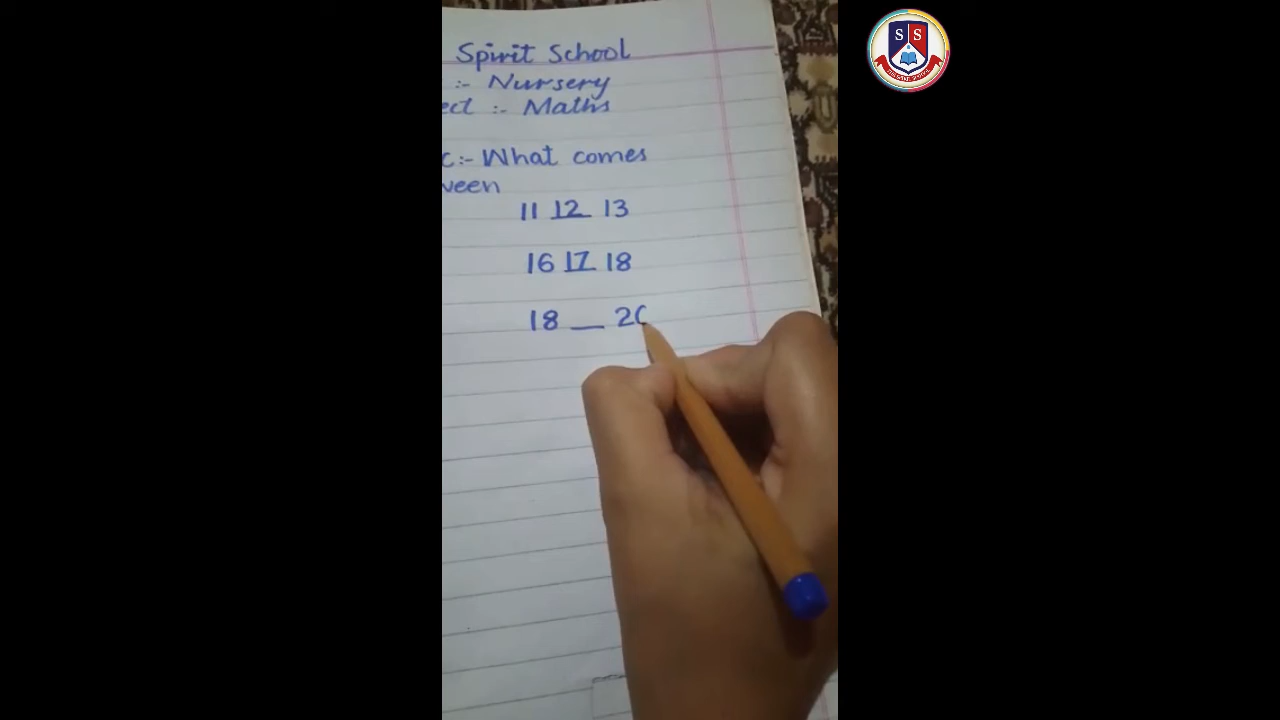 Spirit School
:- Nursery
ect :- Maths
c:- What comes
ween
11 12 13
16 17 18
18 __ 20
S S